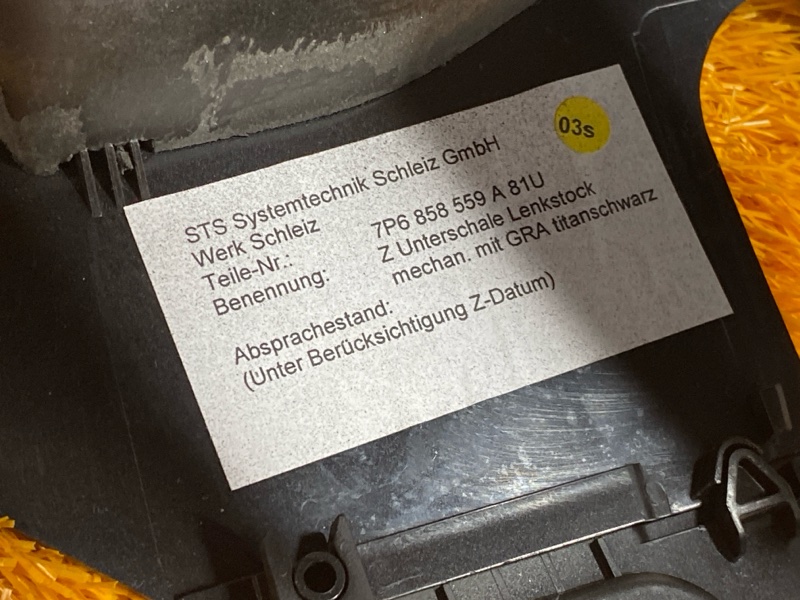 03s
STS Systemtechnik Schleiz GmbH
Werk Schleiz
Teile-Nr.: 7P6 858 559 A 81U
Benennung: Z Unterschale Lenkstock
mechan. mit GRA titanschwarz
Absprachestand:
(Unter Berücksichtigung Z-Datum)